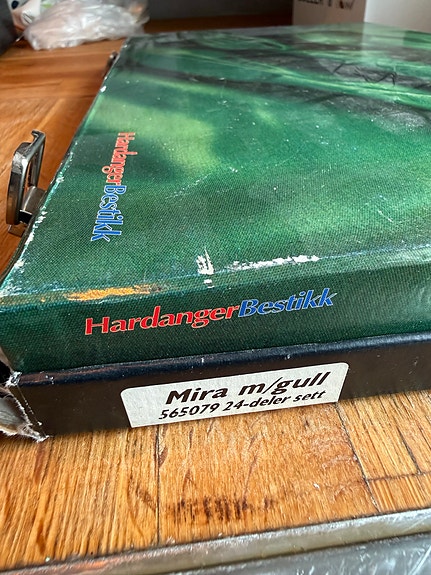 HardangerBestikk
HardangerBestikk
Mira m/gull
565079 24-deler sett